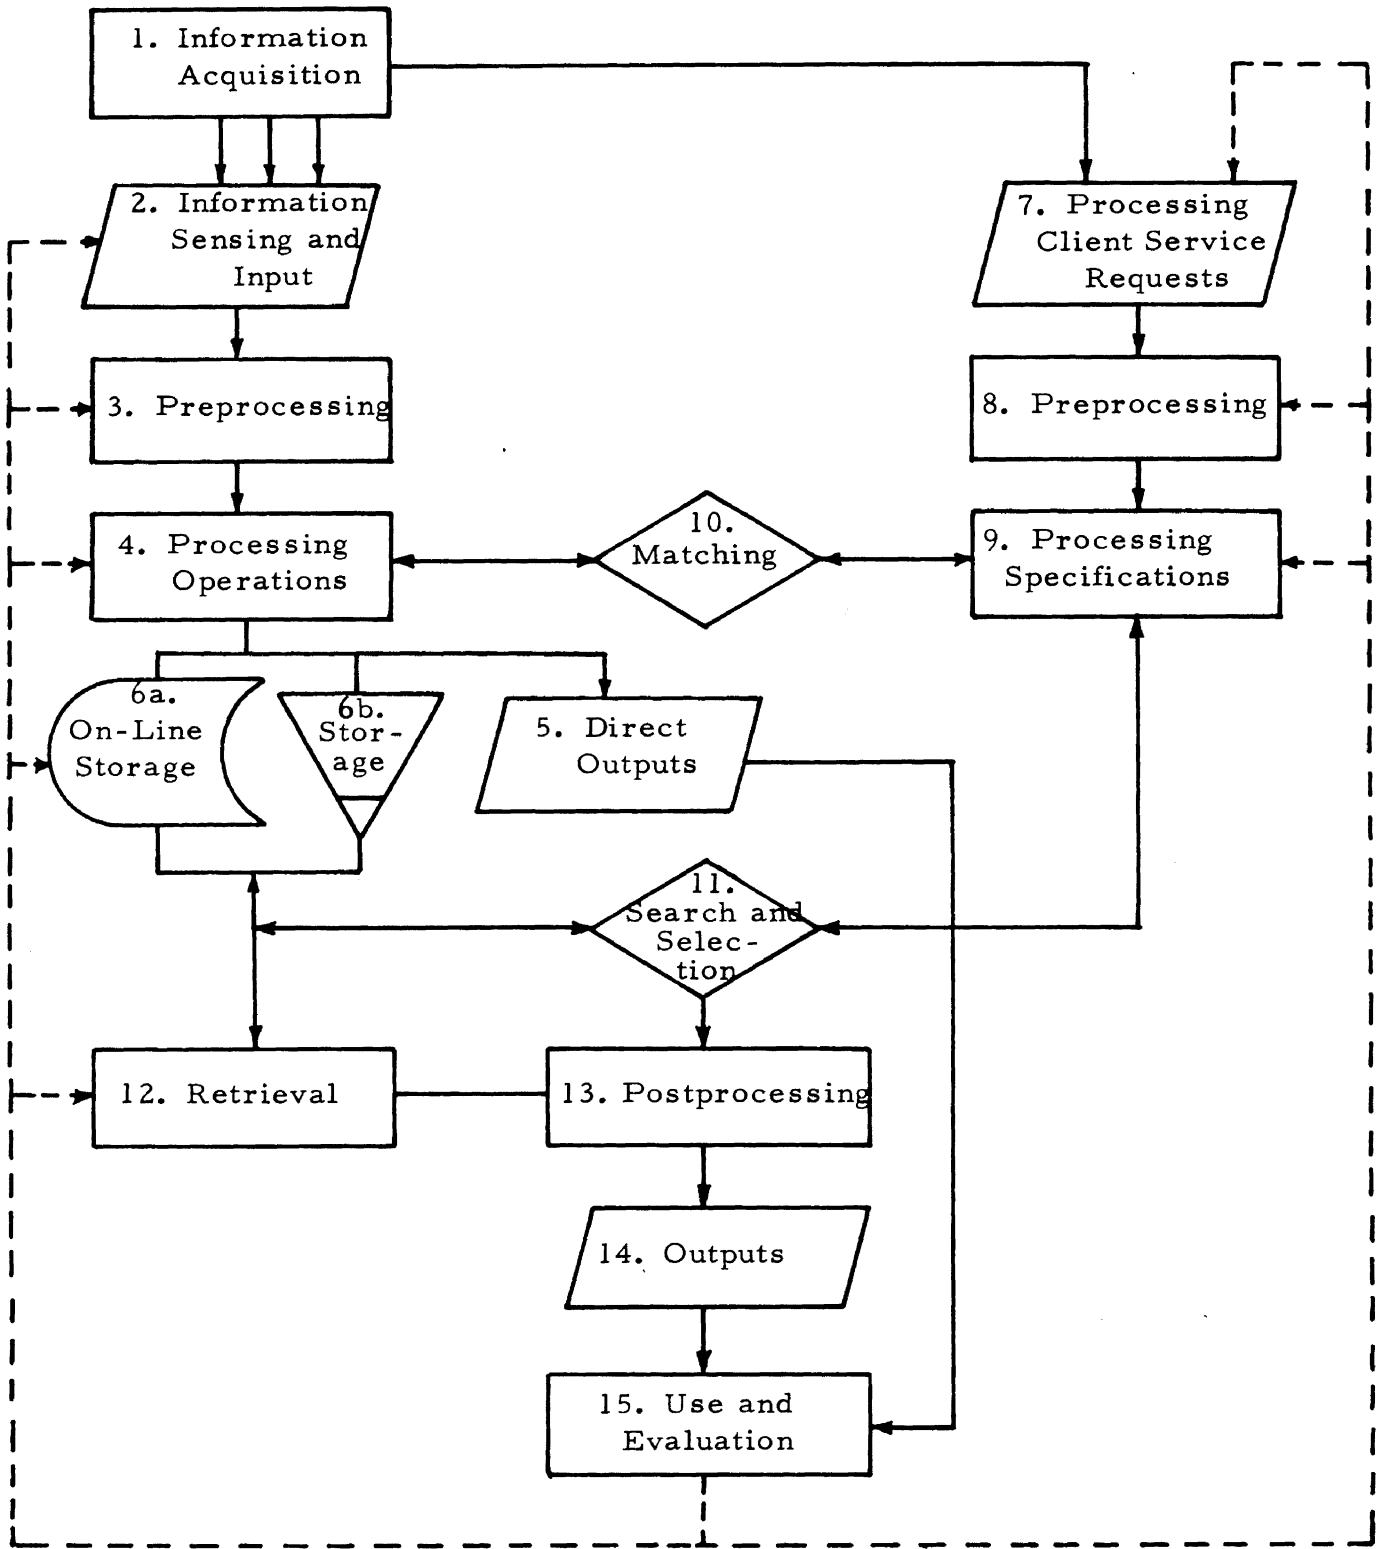 1. Information
Acquisition
2. Information
Sensing and
Input
3. Preprocessing
4. Processing
Operations
6a.
On-Line
Storage
6b.
Stor-
age
5. Direct
Outputs
7. Processing
Client Service
Requests
8. Preprocessing
9. Processing
Specifications
10.
Matching
11.
Search and
Selec-
tion
12. Retrieval
13. Postprocessing
14. Outputs
15. Use and
Evaluation